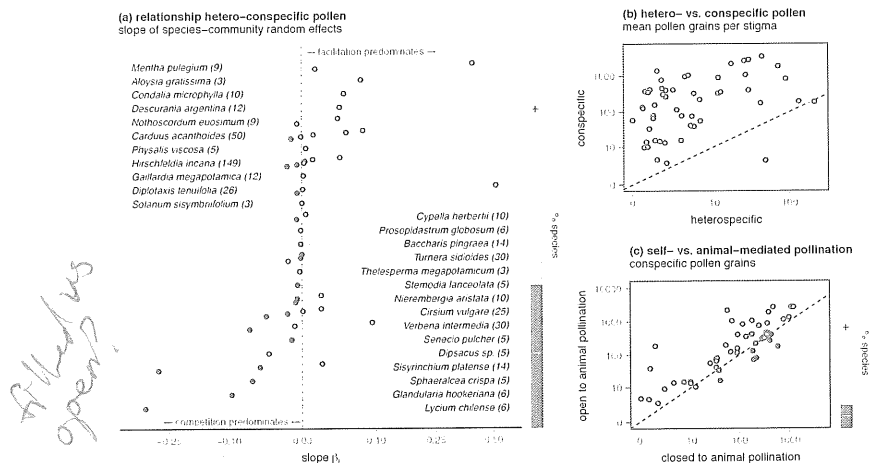 (a) relationship hetero–conspecific pollen
slope of species–community random effects
— facilitation predominates →
Mentha pulegium (9)
Aloysia gratissima (3)
Condalia microphylla (10)
Descurania argentina (12)
Nothoscordum euosimum (9)
Carduus acanthoides (50)
Physalis viscosa (5)
Hirschfeldia incana (149)
Gaillardia megapotamica (12)
Diplotaxis tenuifolia (26)
Solanum sisymbriifolium (3)
Cypella herbertii (10)
Prosopidastrum globosum (6)
Baccharis pingraea (14)
Turnera sidioides (30)
Thelesperma megapotamicum (3)
Stemodia lanceolata (5)
Nierembergia aristata (10)
Cirsium vulgare (25)
Verbena intermedia (30)
Senecio pulcher (5)
Dipsacus sp. (5)
Sisyrinchium platense (14)
Sphaeralcea crispa (5)
Glandularia hookeriana (6)
Lycium chilense (6)
— competition predominates —
slope β
+
% species
(b) hetero– vs. conspecific pollen
mean pollen grains per stigma
conspecific
heterospecific
(c) self– vs. animal–mediated pollination
conspecific pollen grains
open to animal pollination
closed to animal pollination
+
% species